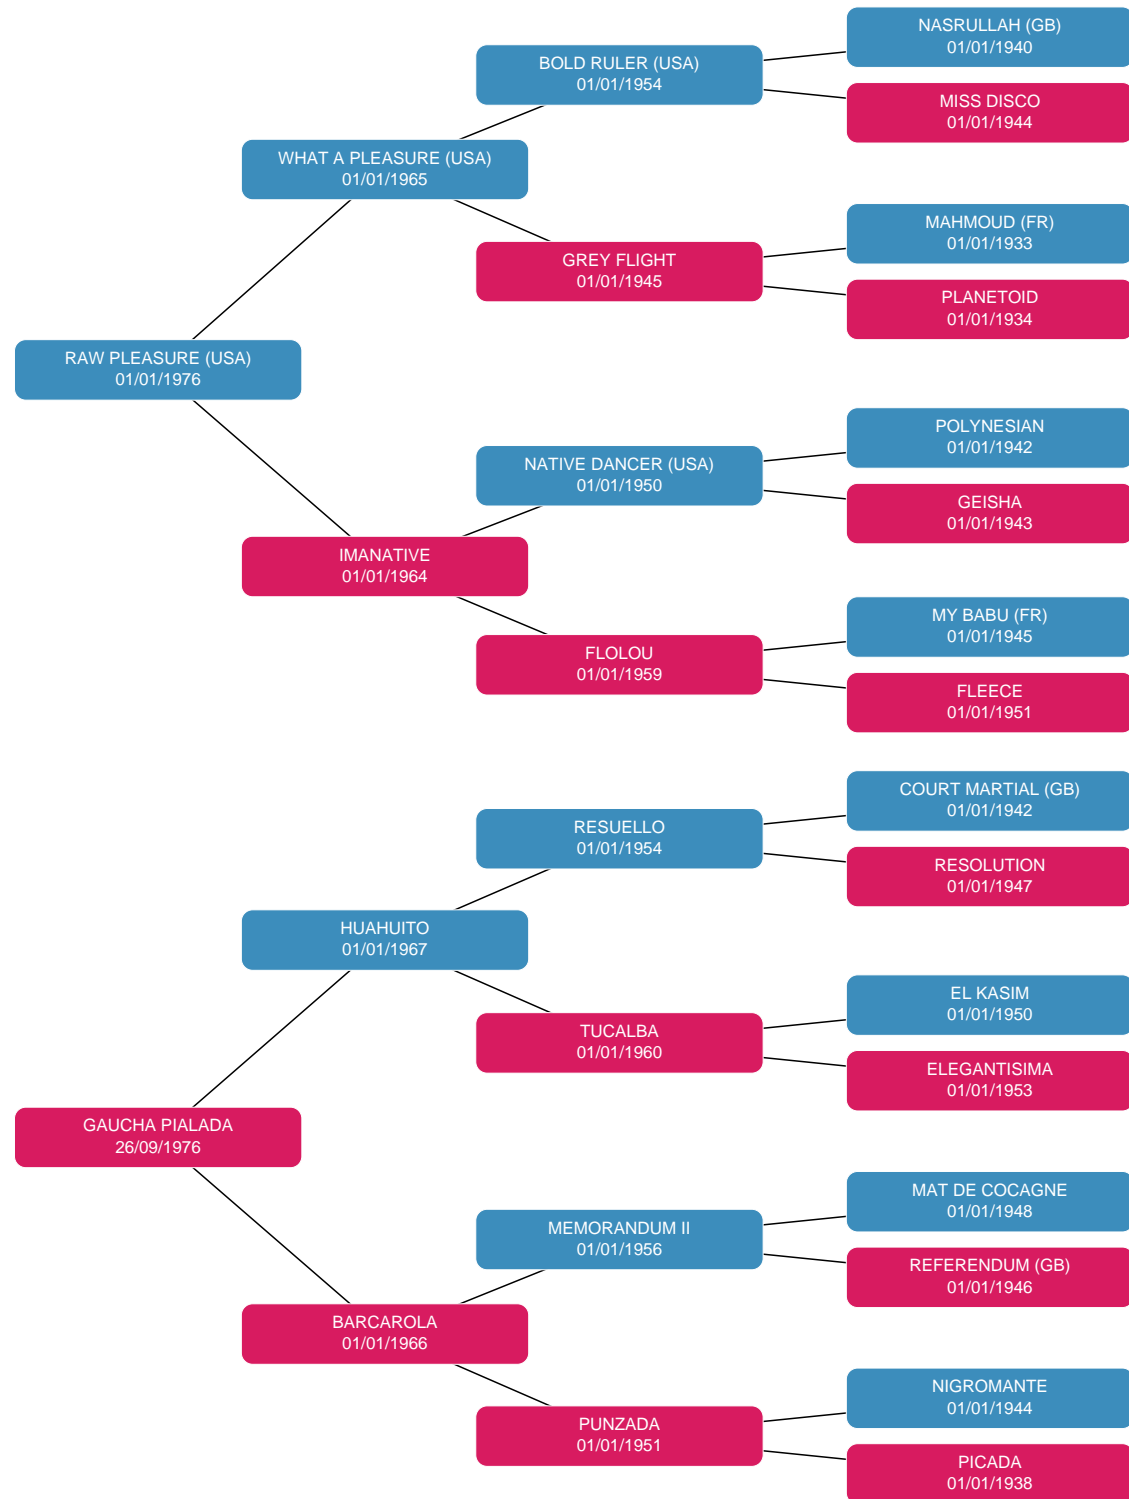 NASRULLAH (GB)
01/01/1940
BOLD RULER (USA)
01/01/1954
MISS DISCO
01/01/1944
WHAT A PLEASURE (USA)
01/01/1965
MAHMOUD (FR)
01/01/1933
GREY FLIGHT
01/01/1945
PLANETOID
01/01/1934
RAW PLEASURE (USA)
01/01/1976
POLYNESIAN
01/01/1942
NATIVE DANCER (USA)
01/01/1950
GEISHA
01/01/1943
IMANATIVE
01/01/1964
MY BABU (FR)
01/01/1945
FLOLOU
01/01/1959
FLEECE
01/01/1951
COURT MARTIAL (GB)
01/01/1942
RESUELLO
01/01/1954
RESOLUTION
01/01/1947
HUAHUITO
01/01/1967
EL KASIM
01/01/1950
TUCALBA
01/01/1960
ELEGANTISIMA
01/01/1953
GAUCHA PIALADA
26/09/1976
MAT DE COCAGNE
01/01/1948
MEMORANDUM II
01/01/1956
REFERENDUM (GB)
01/01/1946
BARCAROLA
01/01/1966
NIGROMANTE
01/01/1944
PUNZADA
01/01/1951
PICADA
01/01/1938